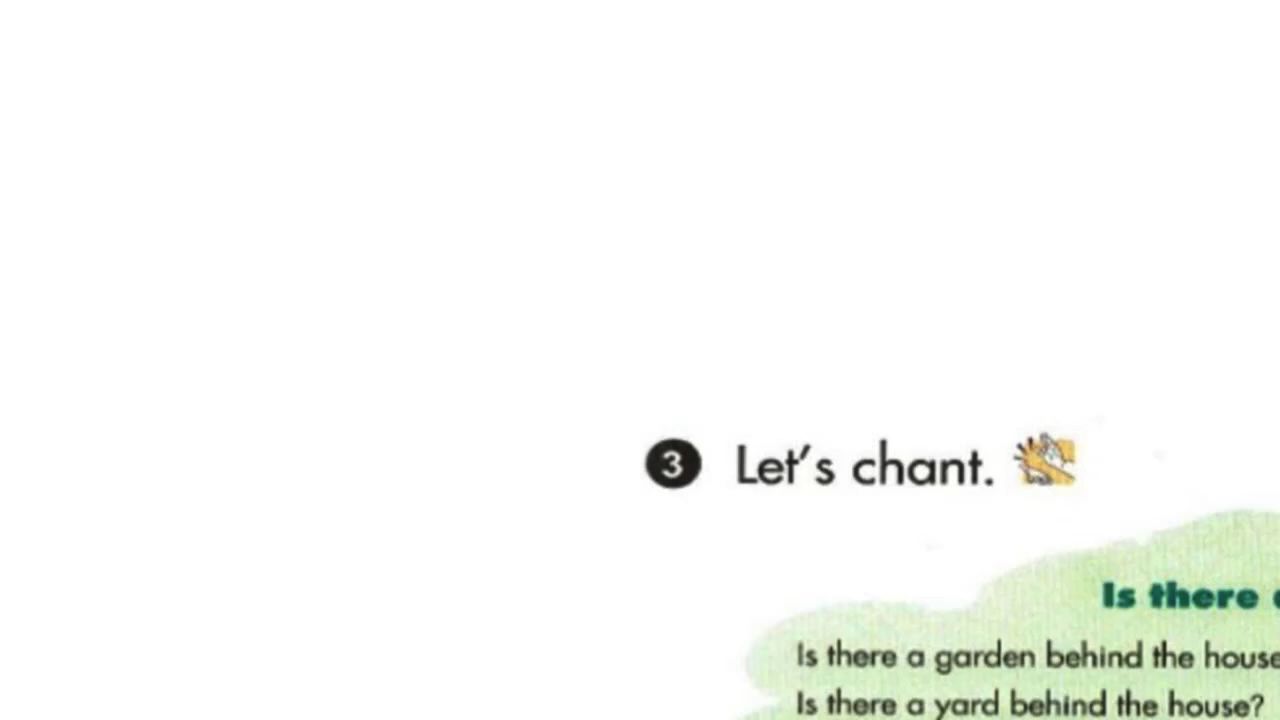 3 Let's chant.
Is there
Is there a garden behind the house
Is there a yard behind the house?